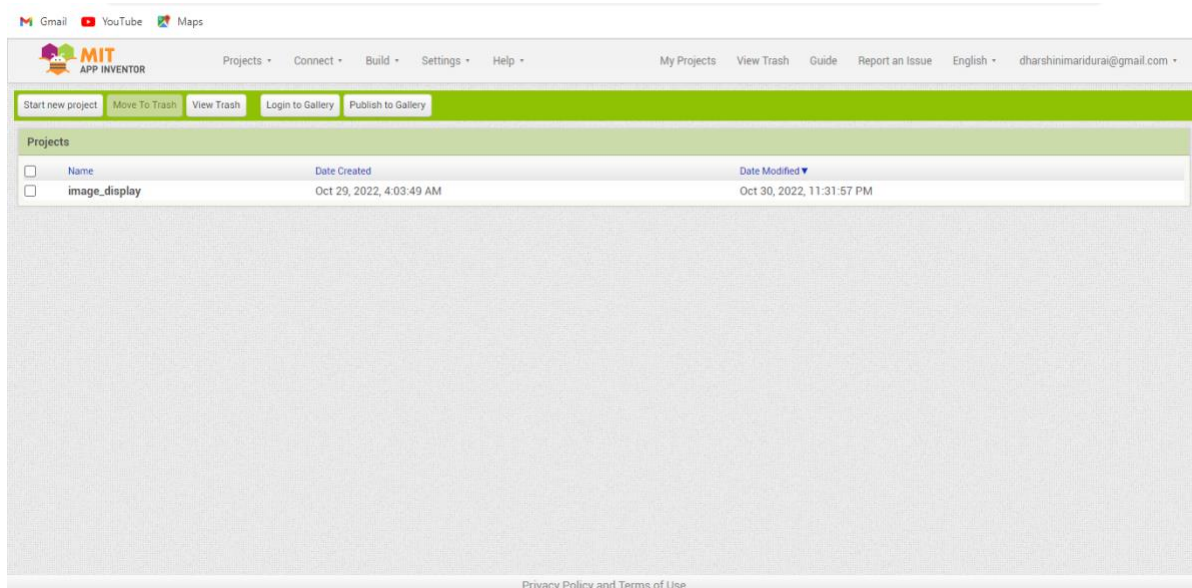 Gmail YouTube Maps
MIT APP INVENTOR Projects Connect Build Settings Help My Projects View Trash Guide Report an Issue English dharshinimaridurai@gmail.com
Start new project Move To Trash View Trash Login to Gallery Publish to Gallery
Projects
Name Date Created Date Modified
image_display Oct 29, 2022, 4:03:49 AM Oct 30, 2022, 11:31:57 PM
Privacy Policy and Terms of Use